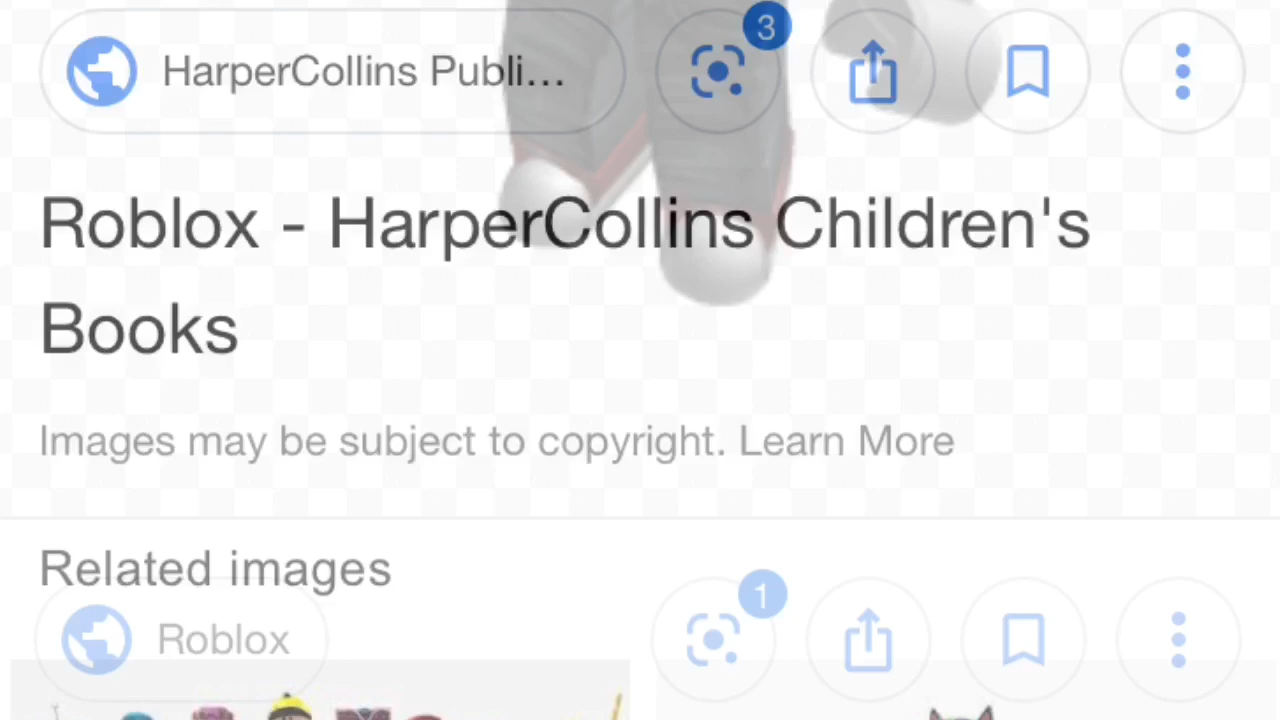 HarperCollins Publi...
3
Roblox - HarperCollins Children's
Books
Images may be subject to copyright. Learn More
Related images
1
Roblox